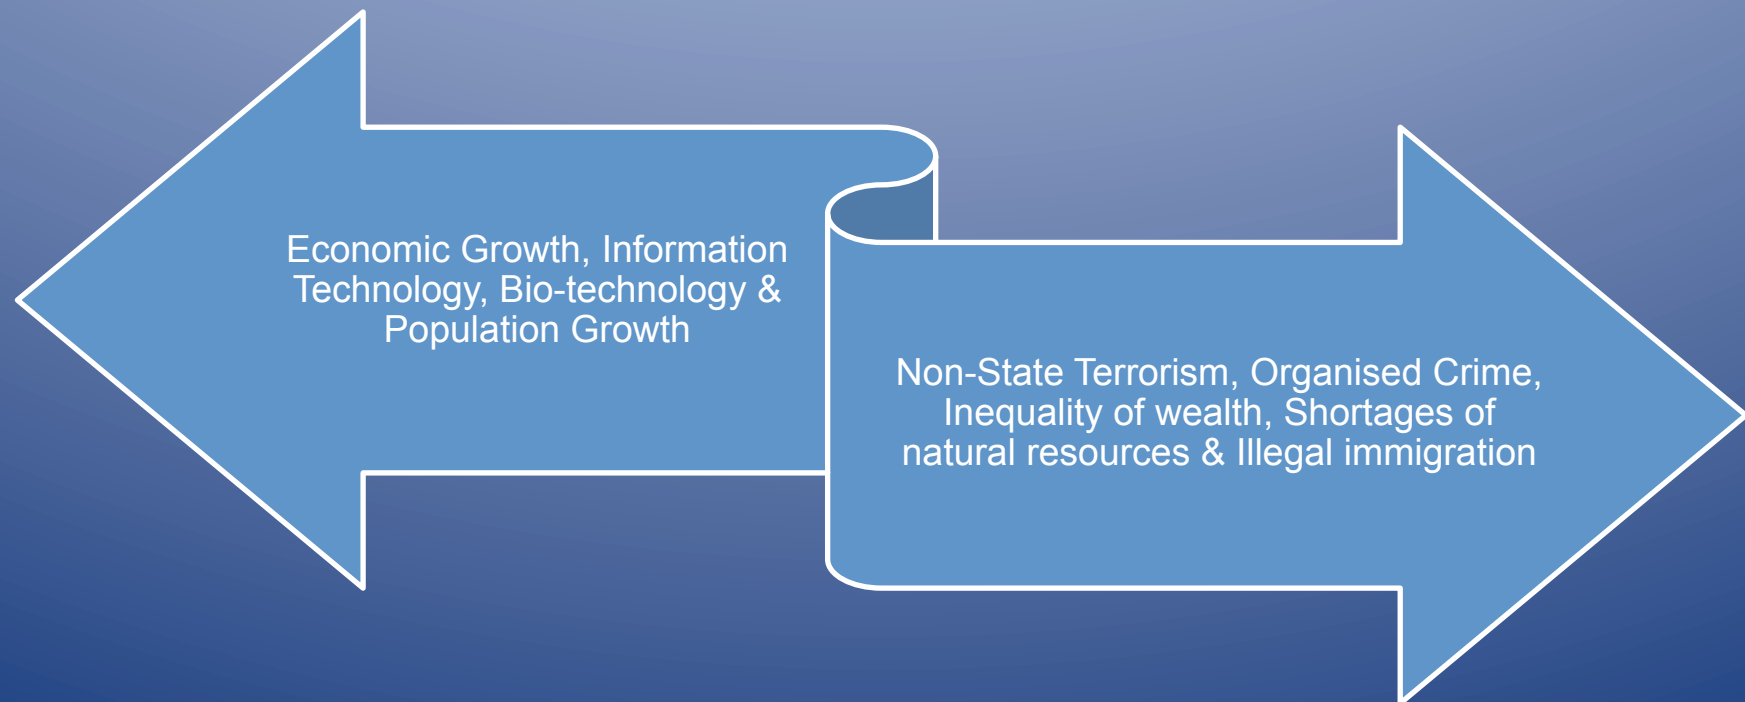 Economic Growth, Information
Technology, Bio-technology &
Population Growth
Non-State Terrorism, Organised Crime,
Inequality of wealth, Shortages of
natural resources & Illegal immigration